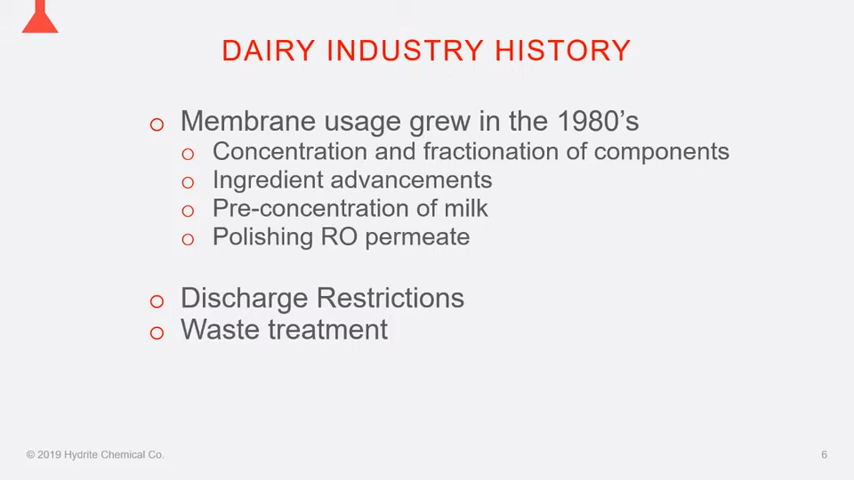 DAIRY INDUSTRY HISTORY
Membrane usage grew in the 1980's
Concentration and fractionation of components
Ingredient advancements
Pre-concentration of milk
Polishing RO permeate
Discharge Restrictions
Waste treatment
© 2019 Hydrite Chemical Co.
6